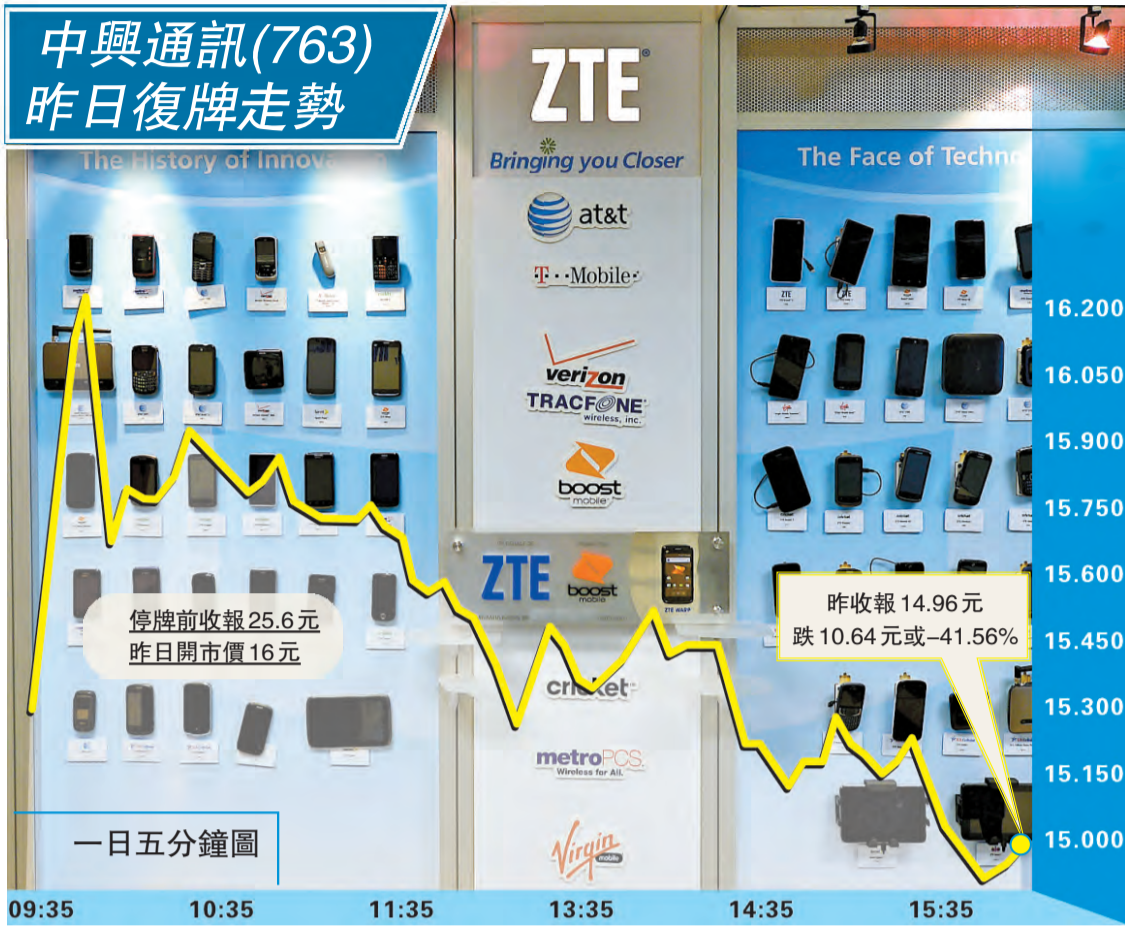 中興通訊(763)
昨日復牌走勢
The History of Innova
ZTE
Bringing you Closer
The Face of Techno
at&t
T··Mobile·
verizon
TRACFONE
wireless, inc.
boost
mobile
ZTE
boost
mobile
ZTE WARP
cricket
metroPCS.
Wireless for All.
Virgin
mobile
ZTE
停牌前收報25.6元
昨日開市價16元
昨收報14.96元
跌10.64元或–41.56%
16.200
16.050
15.900
15.750
15.600
15.450
15.300
15.150
15.000
一日五分鐘圖
09:35
10:35
11:35
13:35
14:35
15:35